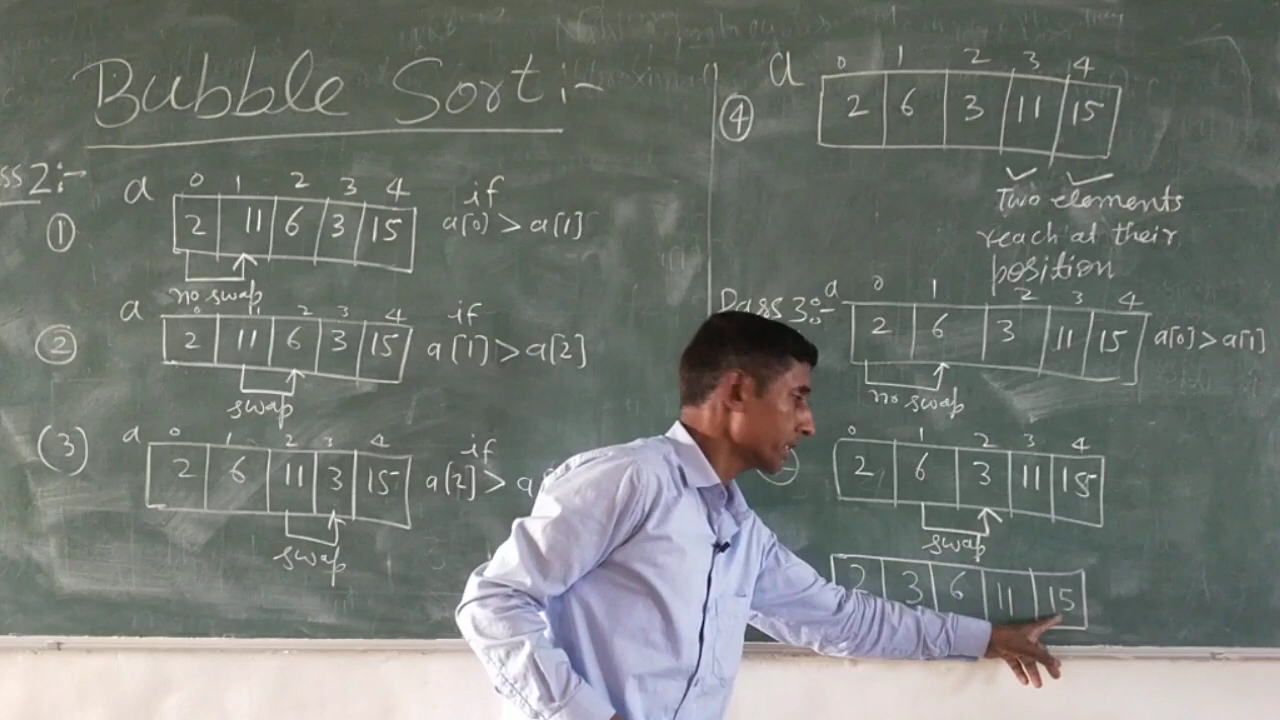 Bubble Sort :-
ss 2 :-
① a 0 1 2 3 4
2 11 6 3 15
if
a[0] > a[1]
no swap
② a 0 1 2 3 4
2 11 6 3 15
if
a[1] > a[2]
swap
(3) a 0 1 2 3 4
2 6 11 3 15
if
a[2] > a
swap
④ a 0 1 2 3 4
2 6 3 11 15
Two elements
reach at their
position
Pass 3 :-
a 0 1 2 3 4
2 6 3 11 15
a[0] > a[1]
no swap
0 1 2 3 4
2 6 3 11 15
swap
2 3 6 11 15